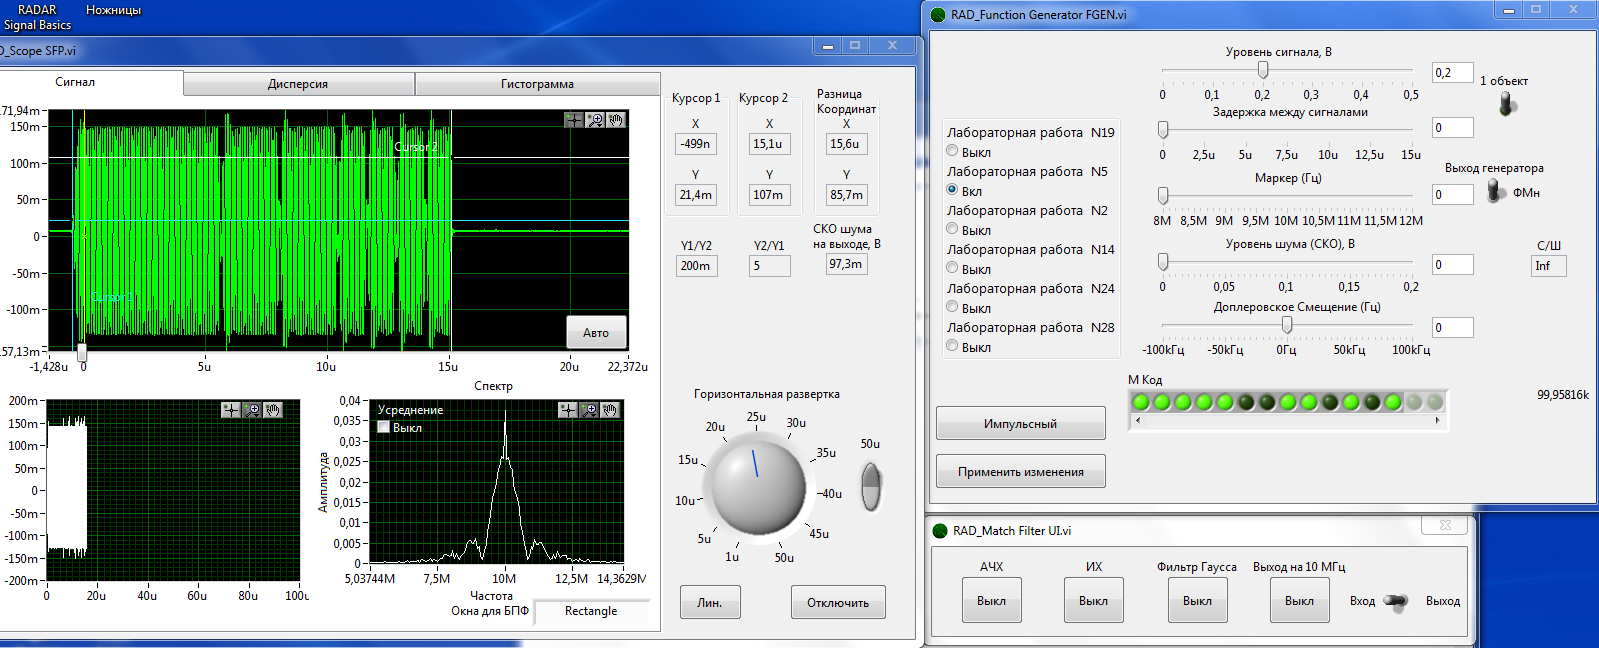 RADAR
Signal Basics
Ножницы
D_Scope SFP.vi
Сигнал
Дисперсия
Гистограмма
171,94m
150m
100m
50m
0
-50m
-100m
157,13m
-1,428u 0 5u 10u 15u 20u 22,372u
Cursor 2
Cursor 1
Авто
Курсор 1
X
-499n
Y
21,4m
Курсор 2
X
15,1u
Y
107m
Разница
Координат
X
15,6u
Y
85,7m
Y1/Y2
200m
Y2/Y1
5
СКО шума
на выходе, В
97,3m
200m
150m
100m
50m
0
-50m
-100m
-150m
-200m
0 20u 40u 60u 80u 100u
Спектр
Усреднение
Выкл
Амплитуда
0,04
0,035
0,03
0,025
0,02
0,015
0,01
0,005
0
5,03744M 7,5M 10M 12,5M 14,3629M
Частота
Окна для БПФ
Rectangle
Горизонтальная развертка
1u 5u 10u 15u 20u 25u 30u 35u 40u 45u 50u
50u
Лин.
Отключить
RAD_Function Generator FGEN.vi
Лабораторная работа N19
Выкл
Лабораторная работа N5
Вкл
Лабораторная работа N2
Выкл
Лабораторная работа N14
Выкл
Лабораторная работа N24
Выкл
Лабораторная работа N28
Выкл
Импульсный
Применить изменения
Уровень сигнала, В
0 0,1 0,2 0,3 0,4 0,5
0,2
1 объект
Задержка между сигналами
0 2,5u 5u 7,5u 10u 12,5u 15u
0
Маркер (Гц)
8M 8,5M 9M 9,5M 10M 10,5M 11M 11,5M 12M
0
Выход генератора
ФМн
Уровень шума (СКО), В
0 0,05 0,1 0,15 0,2
0
С/Ш
Inf
Доплеровское Смещение (Гц)
-100кГц -50кГц 0Гц 50кГц 100кГц
0
М Код
99,95816k
RAD_Match Filter UI.vi
АЧХ
Выкл
ИХ
Выкл
Фильтр Гаусса
Выкл
Выход на 10 МГц
Выкл
Вход
Выход